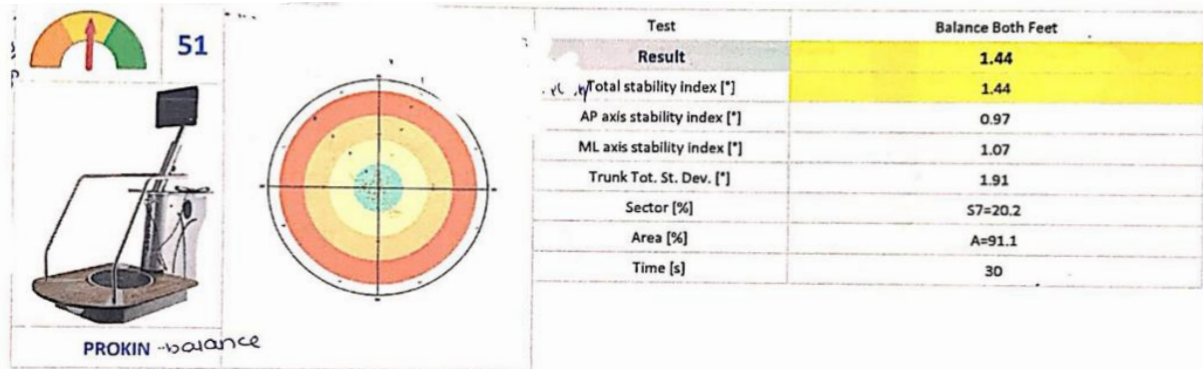 51
PROKIN -balance
Test Balance Both Feet
Result 1.44
Total stability index [°] 1.44
AP axis stability index [°] 0.97
ML axis stability index [°] 1.07
Trunk Tot. St. Dev. [°] 1.91
Sector [%] S7=20.2
Area [%] A=91.1
Time [s] 30